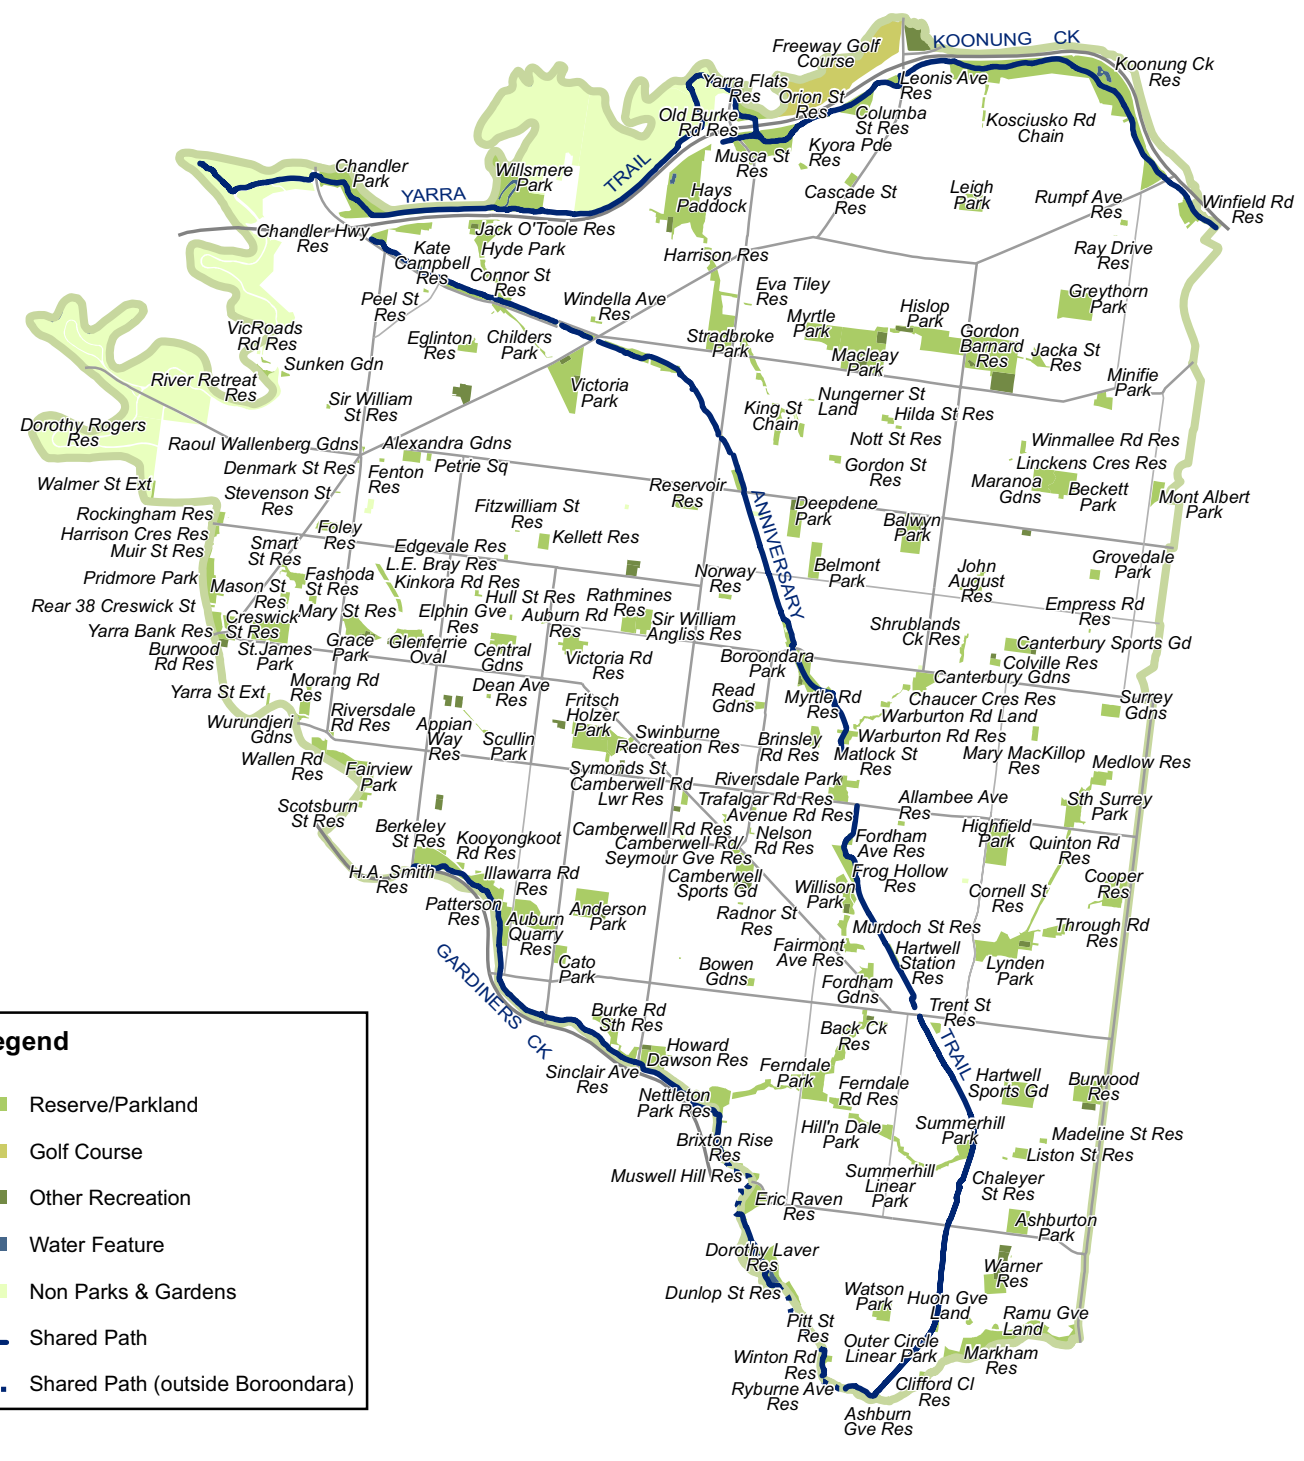 Freeway Golf
Course
KOONUNG CK
Koonung Ck
Res
Yarra Flats
Res
Orion St
Res
Leonis Ave
Res
Old Burke
Rd Res
Columba
St Res
Kosciusko Rd
Chain
Musca St
Res
Kyora Pde
Res
Chandler
Park
Willsmere
Park
YARRA
TRAIL
Hays
Paddock
Cascade St
Res
Leigh
Park
Rumpf Ave
Res
Winfield Rd
Res
Chandler Hwy
Res
Jack O'Toole Res
Kate
Campbell
Res
Hyde Park
Harrison Res
Ray Drive
Res
Connor St
Res
Peel St
Res
Windella Ave
Res
Eva Tiley
Res
Greythorn
Park
VicRoads
Rd Res
Eglinton
Res
Childers
Park
Stradbroke
Park
Myrtle
Park
Hislop
Park
Macleay
Park
Gordon
Barnard
Res
Jacka St
Res
Sunken Gdn
River Retreat
Res
Victoria
Park
Minifie
Park
Sir William
St Res
King St
Chain
Nungerner St
Land
Hilda St Res
Dorothy Rogers
Res
Raoul Wallenberg Gdns
Alexandra Gdns
Nott St Res
Winmallee Rd Res
Denmark St Res
Fenton
Res
Petrie Sq
Gordon St
Res
Linckens Cres Res
Walmer St Ext
Stevenson St
Res
Reservoir
Res
Maranoa
Gdns
Beckett
Park
Mont Albert
Park
Rockingham Res
Harrison Cres Res
Muir St Res
Foley
Res
Fitzwilliam St
Res
Kellett Res
ANNIVERSARY
Deepdene
Park
Balwyn
Park
Smart
St Res
Edgevale Res
L.E. Bray Res
Kinkora Rd Res
Pridmore Park
Fashoda
St Res
Mason St
Res
Hull St Res
Rathmines
Res
Norway
Res
Belmont
Park
John
August
Res
Grovedale
Park
Rear 38 Creswick St
Creswick
St Res
Mary St Res
Elphin Gve
Res
Auburn Rd
Res
Sir William
Angliss Res
Empress Rd
Res
Yarra Bank Res
Burwood
Rd Res
St.James
Park
Grace
Park
Glenferrie
Oval
Central
Gdns
Victoria Rd
Res
Boroondara
Park
Shrublands
Ck Res
Canterbury Sports Gd
Colville Res
Canterbury Gdns
Yarra St Ext
Morang Rd
Res
Dean Ave
Res
Read
Gdns
Myrtle Rd
Res
Chaucer Cres Res
Surrey
Gdns
Wurundjeri
Gdns
Riversdale
Rd Res
Appian
Way
Res
Scullin
Park
Fritsch
Holzer
Park
Swinburne
Recreation Res
Brinsley
Rd Res
Warburton Rd Land
Warburton Rd Res
Matlock St
Res
Mary MacKillop
Res
Medlow Res
Wallen Rd
Res
Fairview
Park
Symonds St
Camberwell Rd
Lwr Res
Riversdale Park
Trafalgar Rd Res
Avenue Rd Res
Allambee Ave
Res
Sth Surrey
Park
Scotsburn
St Res
Berkeley
St Res
Kooyongkoot
Rd Res
Camberwell Rd Res
Camberwell Rd/
Seymour Gve Res
Nelson
Rd Res
Fordham
Ave Res
Highfield
Park
Quinton Rd
Res
H.A. Smith
Res
Illawarra Rd
Res
Camberwell
Sports Gd
Willison
Park
Frog Hollow
Res
Cornell St
Res
Cooper
Res
Patterson
Res
Auburn
Quarry
Res
Anderson
Park
Radnor St
Res
Murdoch St Res
Through Rd
Res
GARDINERS CK
Cato
Park
Bowen
Gdns
Fairmont
Ave Res
Hartwell
Station
Res
Lynden
Park
Fordham
Gdns
Burke Rd
Sth Res
Back Ck
Res
Trent St
Res
TRAIL
Howard
Dawson Res
Sinclair Ave
Res
Ferndale
Park
Ferndale
Rd Res
Hartwell
Sports Gd
Burwood
Res
Nettleton
Park Res
Hill'n Dale
Park
Summerhill
Park
Madeline St Res
Liston St Res
Brixton Rise
Res
Muswell Hill Res
Summerhill
Linear
Park
Chaleyer
St Res
Eric Raven
Res
Ashburton
Park
Dorothy Laver
Res
Dunlop St Res
Warner
Res
Watson
Park
Huon Gve
Land
Ramu Gve
Land
Pitt St
Res
Outer Circle
Linear Park
Markham
Res
Winton Rd
Res
Ryburne Ave
Res
Clifford Cl
Res
Ashburn
Gve Res
egend
Reserve/Parkland
Golf Course
Other Recreation
Water Feature
Non Parks & Gardens
Shared Path
Shared Path (outside Boroondara)